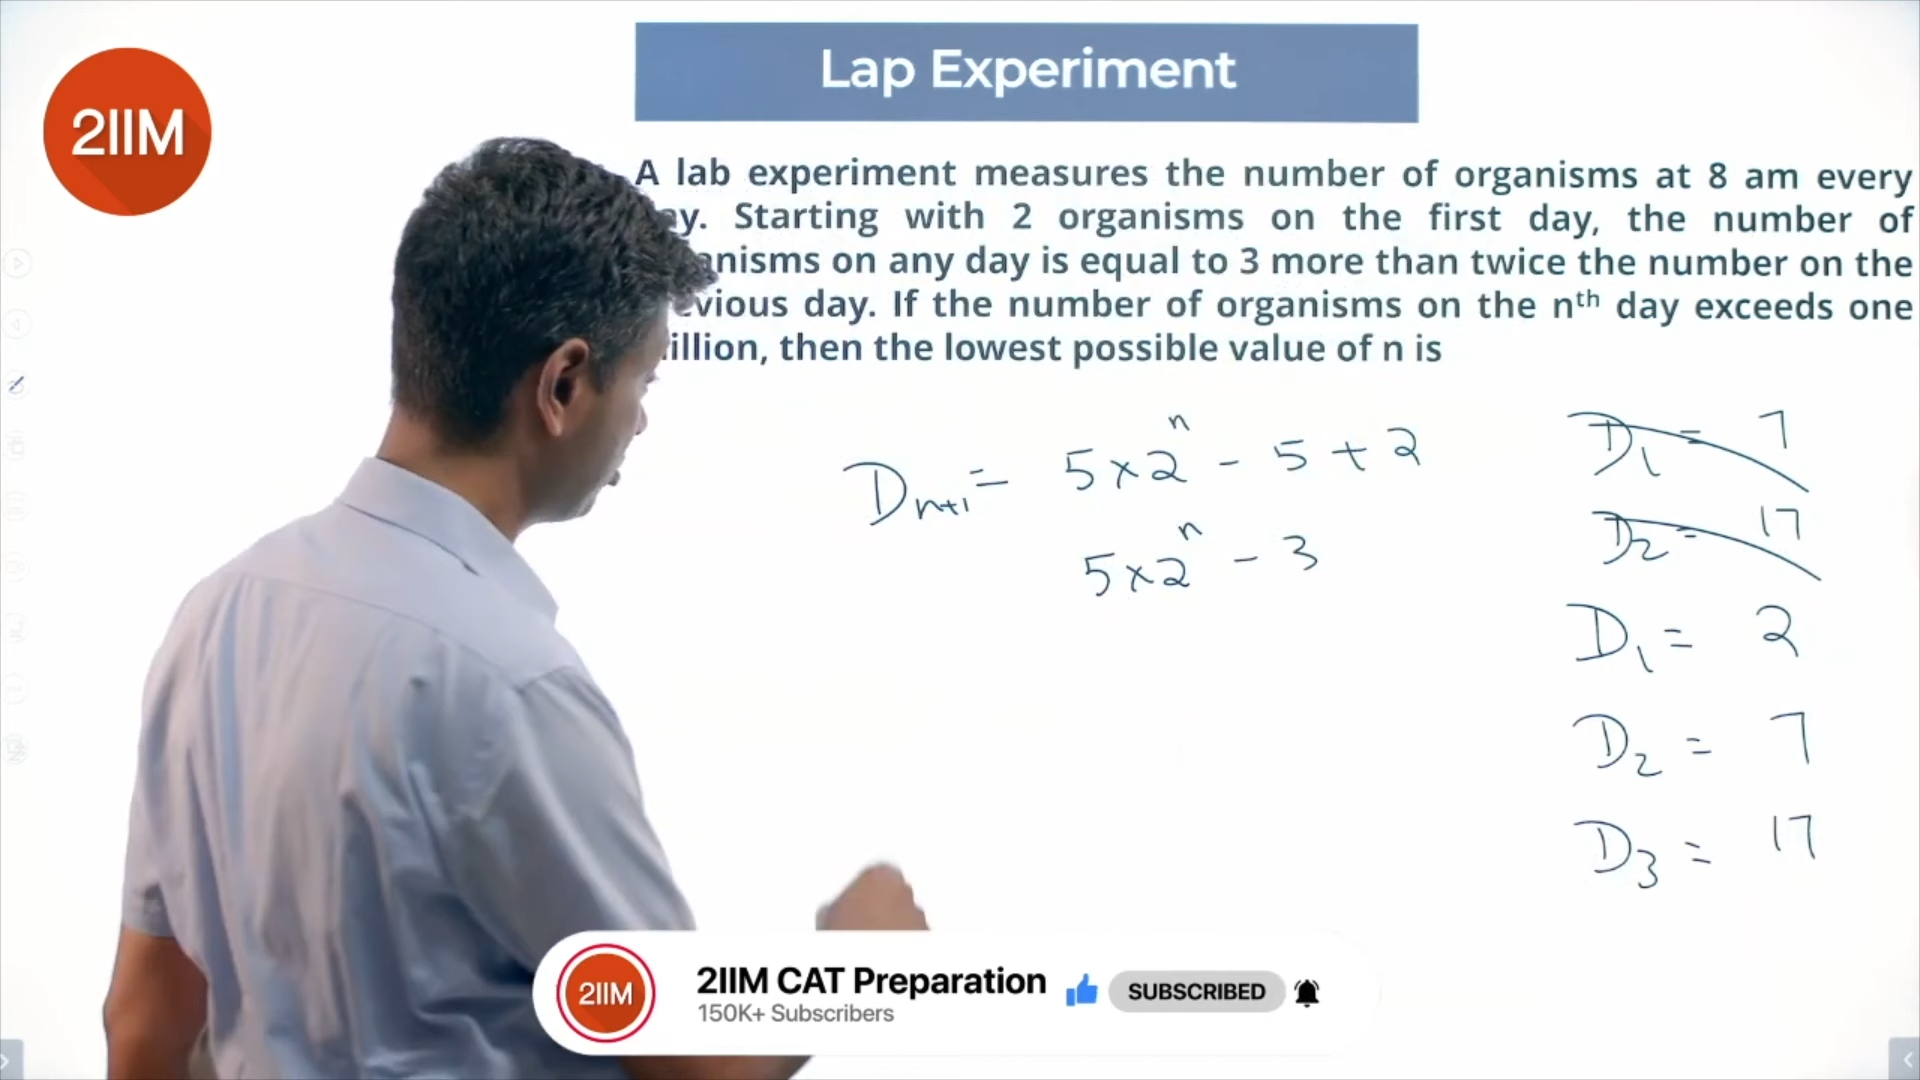 Lap Experiment
2IIM
A lab experiment measures the number of organisms at 8 am every
y. Starting with 2 organisms on the first day, the number of
anisms on any day is equal to 3 more than twice the number on the
vious day. If the number of organisms on the nth day exceeds one
illion, then the lowest possible value of n is
Dn+1 = 5×2^n - 5 + 2
5×2^n - 3
D1 = 7
D2 = 17
D1 = 2
D2 = 7
D3 = 17
2IIM
2IIM CAT Preparation
150K+ Subscribers
SUBSCRIBED